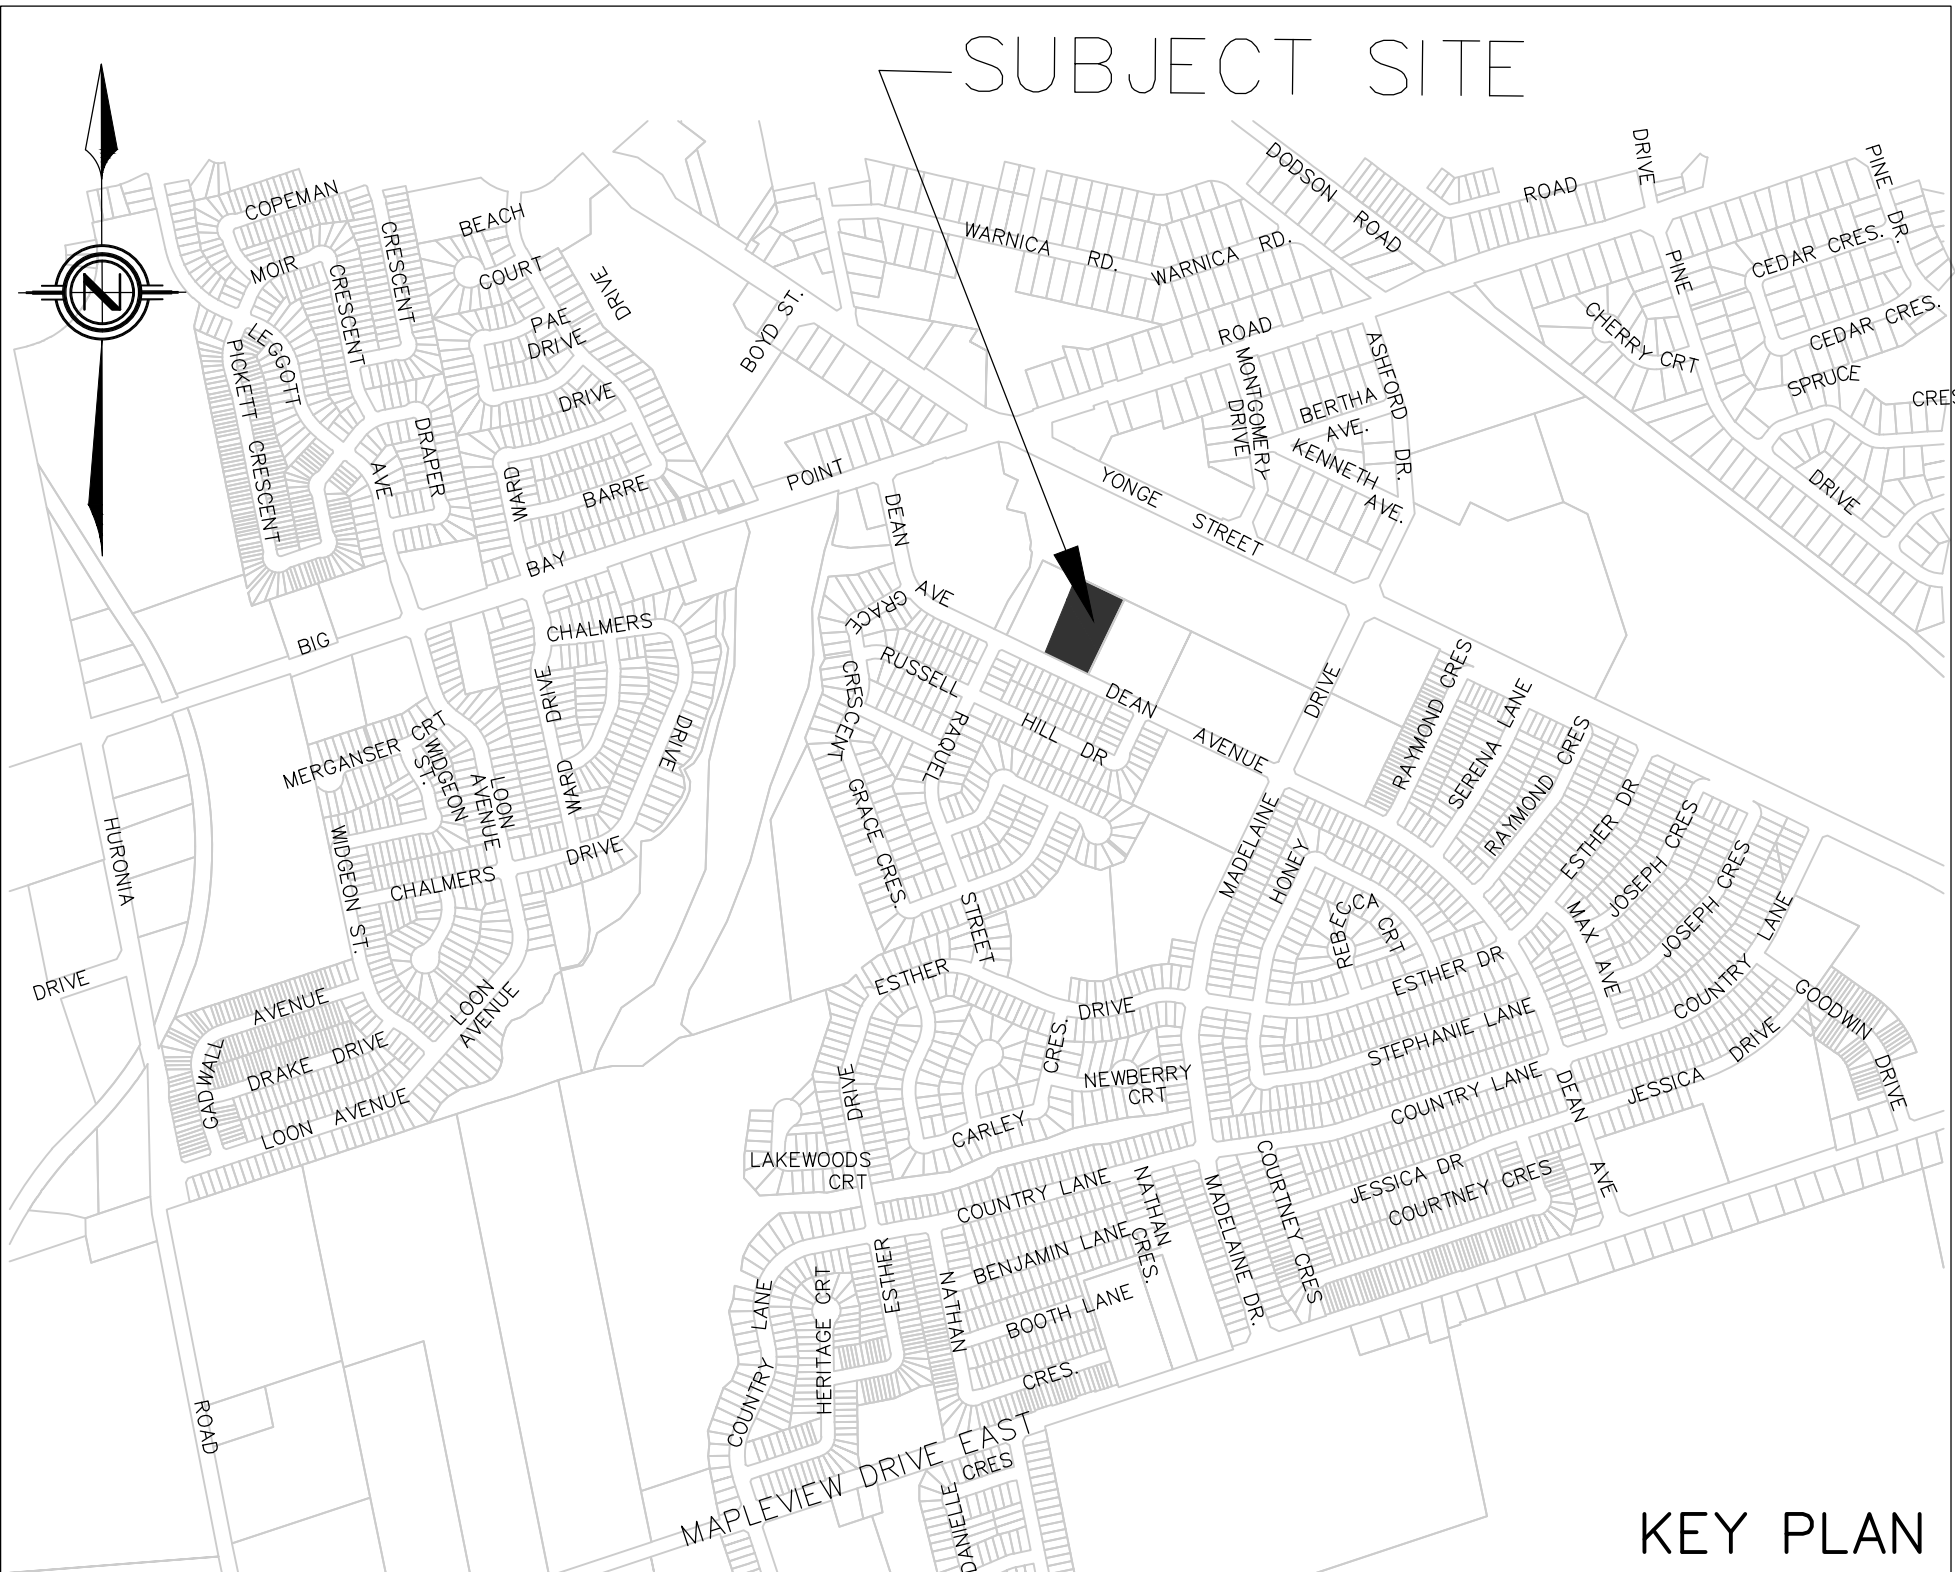 SUBJECT SITE
DODSON ROAD
DRIVE
ROAD
PINE DR.
COPEMAN
CRESCENT
BEACH
COURT
MOIR
CRESCENT
DRIVE
WARNICA RD.
WARNICA RD.
PINE
CEDAR CRES.
CEDAR CRES.
N
LEGGOTT
PAE
DRIVE
BOYD ST.
ROAD
CHERRY CRT
SPRUCE
CRES
PICKETT CRESCENT
DRIVE
MONTGOMERY
DRIVE
ASHFORD DR.
BERTHA
AVE.
KENNETH AVE.
DRAPER
AVE
WARD
BARRE
POINT
YONGE STREET
DRIVE
DEAN
AVE
BAY
BIG
CHALMERS
GRACE
CRESCENT
RUSSELL
HILL DR
DEAN
AVENUE
DRIVE
DRIVE
WARD
DRIVE
RAQUEL
RAYMOND CRES
SERENA LANE
RAYMOND CRES
MERGANSER CRT
WIDGEON
ST.
LOON
AVENUE
GRACE CRES.
MADELAINE
HONEY
ESTHER DR
JOSEPH CRES
JOSEPH CRES
HURONIA
WIDGEON ST.
CHALMERS
DRIVE
STREET
REBECCA CRT
MAX AVE
COUNTRY LANE
DRIVE
AVENUE
LOON
AVENUE
ESTHER
DRIVE
ESTHER DR
GOODWIN
DRIVE
GADWALL
DRAKE DRIVE
LOON AVENUE
DRIVE
CRES.
NEWBERRY
CRT
STEPHANIE LANE
COUNTRY LANE
DEAN
AVE
JESSICA
DRIVE
CARLEY
LAKEWOODS
CRT
COUNTRY LANE
NATHAN
CRES.
MADELAINE DR.
COURTNEY CRES
JESSICA DR
COURTNEY CRES
BENJAMIN LANE
BOOTH LANE
COUNTRY LANE
HERITAGE CRT
ESTHER
NATHAN
CRES.
ROAD
MAPLEVIEW DRIVE EAST
CRES
DANIELLE
KEY PLAN